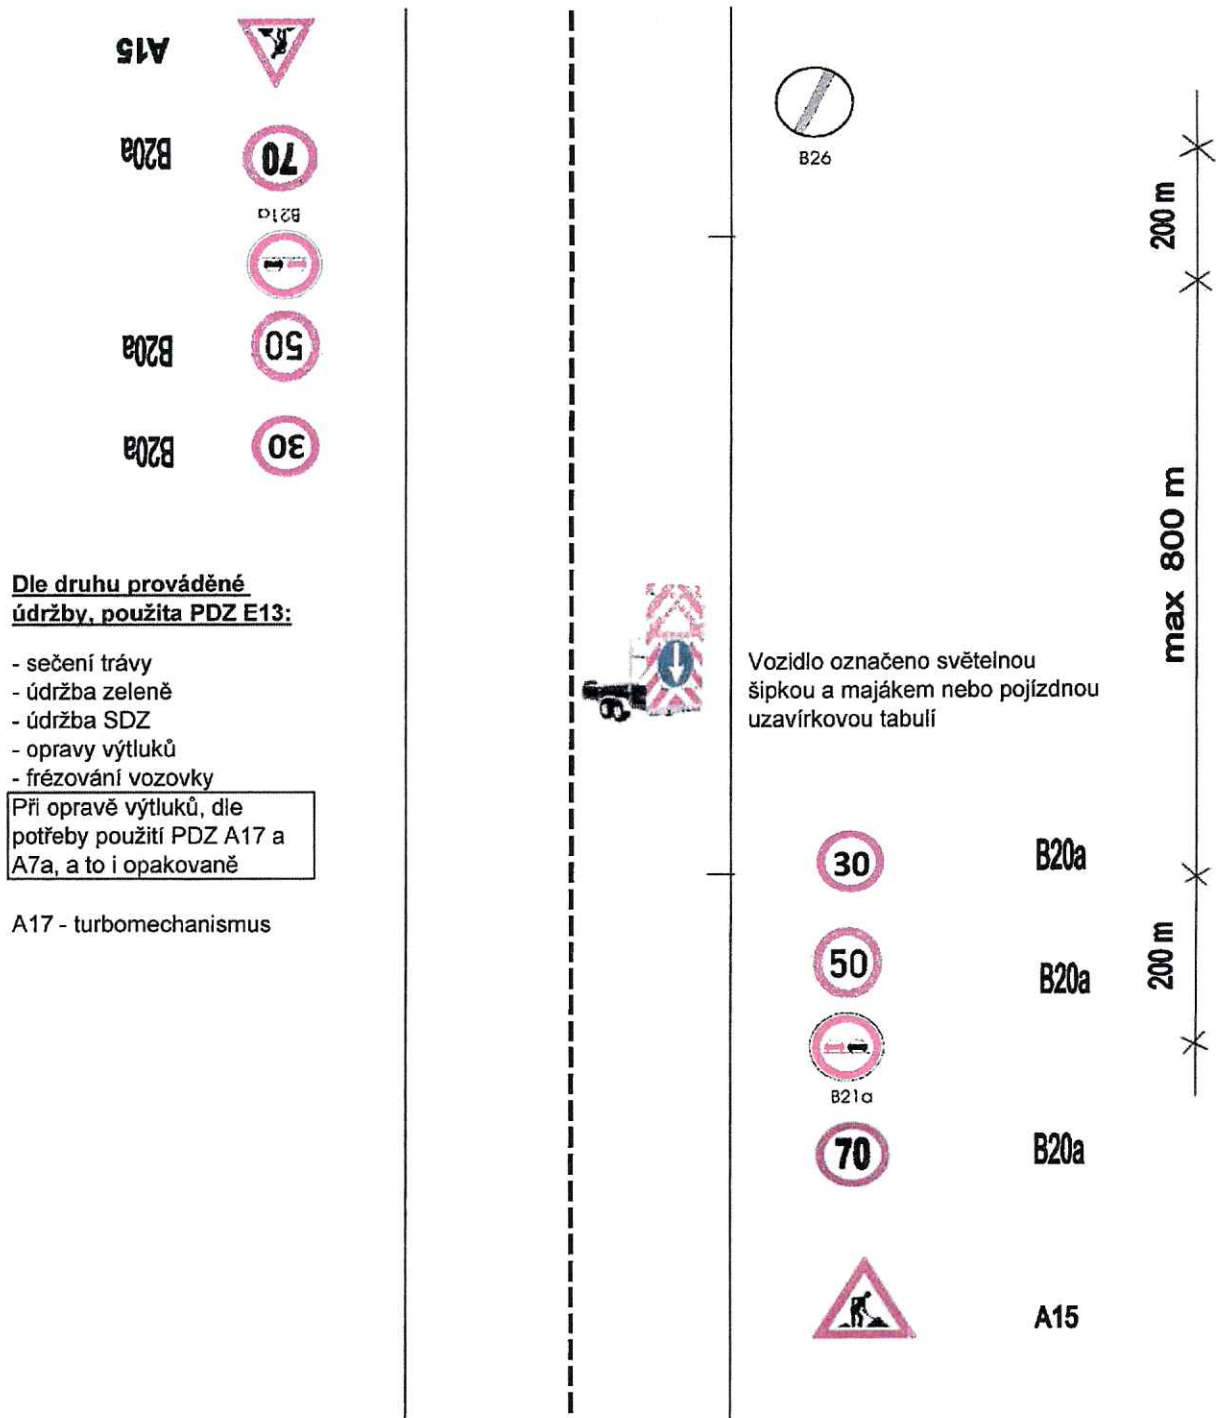 A15
B20a
70
B21a
B20a
50
B20a
30
B26
200 m
max 800 m
Dle druhu prováděné
údržby, použita PDZ E13:
- sečení trávy
- údržba zeleně
- údržba SDZ
- opravy výtluků
- frézování vozovky
Při opravě výtluků, dle
potřeby použití PDZ A17 a
A7a, a to i opakovaně
A17 - turbomechanismus
Vozidlo označeno světelnou
šipkou a majákem nebo pojízdnou
uzavírkovou tabulí
30
B20a
50
B20a
200 m
B21a
70
B20a
A15